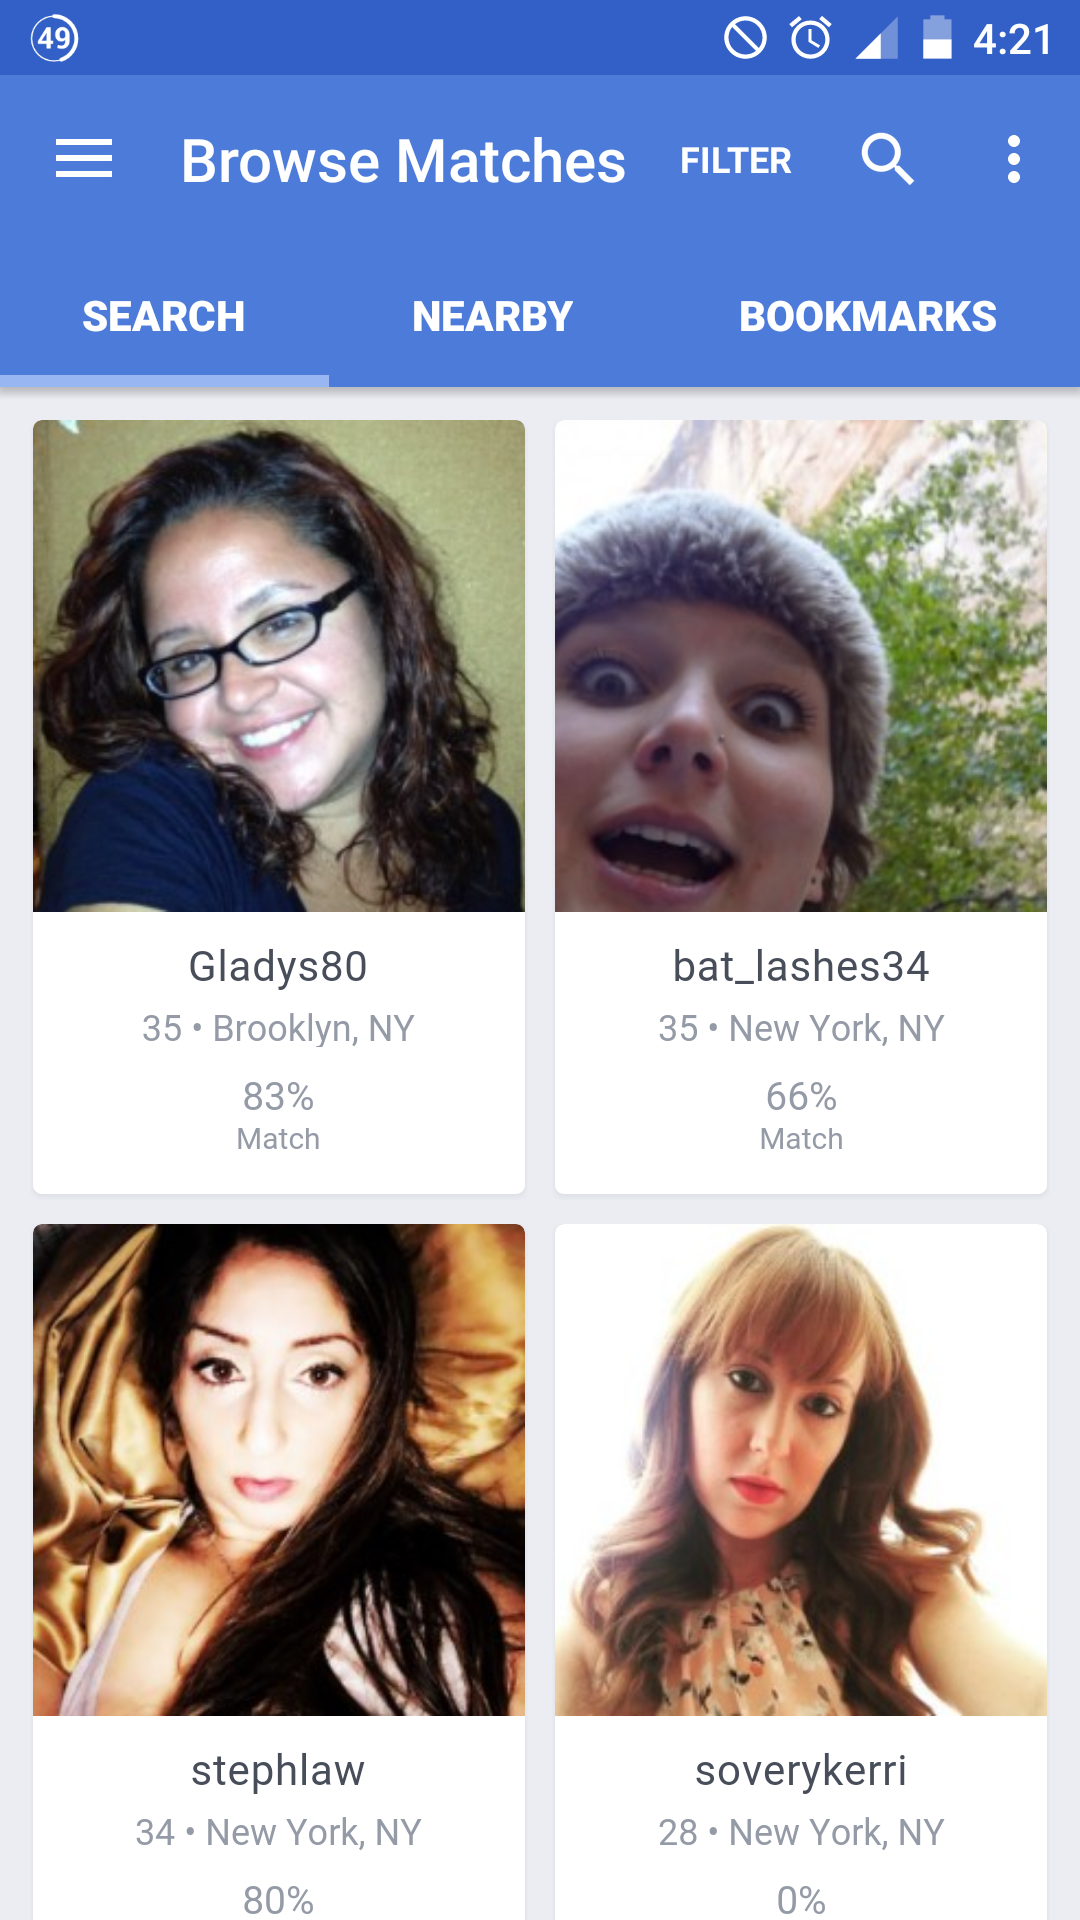 49 4:21
Browse Matches FILTER
SEARCH NEARBY BOOKMARKS
Gladys80
35 • Brooklyn, NY
83%
Match
bat_lashes34
35 • New York, NY
66%
Match
stephlaw
34 • New York, NY
80%
soverykerri
28 • New York, NY
0%